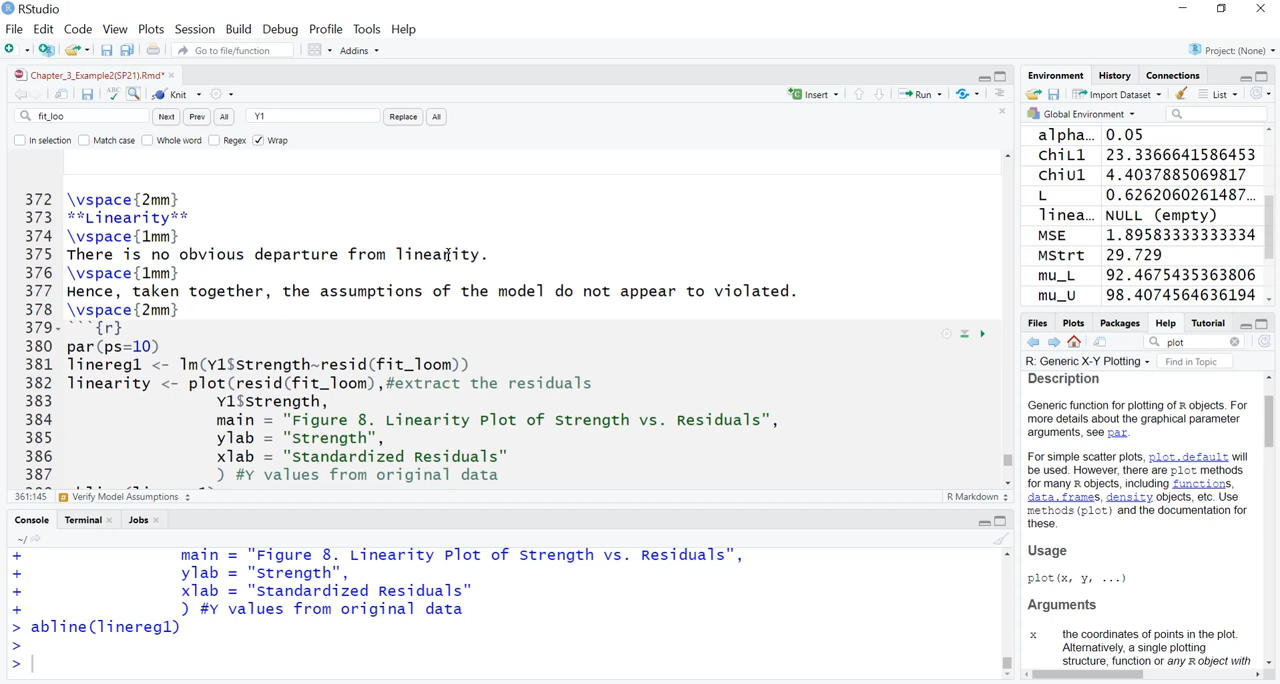 RStudio
File Edit Code View Plots Session Build Debug Profile Tools Help
Go to file/function Addins Project: (None)
Chapter_3_Example2(SP21).Rmd*
ABC Knit Insert Run
fit_loo Next Prev All Y1 Replace All
In selection Match case Whole word Regex Wrap
372 \vspace{2mm}
373 **Linearity**
374 \vspace{1mm}
375 There is no obvious departure from linearity.
376 \vspace{1mm}
377 Hence, taken together, the assumptions of the model do not appear to violated.
378 \vspace{2mm}
379 ```{r}
380 par(ps=10)
381 linereg1 <- lm(Y1$Strength~resid(fit_loom))
382 linearity <- plot(resid(fit_loom),#extract the residuals
383 Y1$Strength,
384 main = "Figure 8. Linearity Plot of Strength vs. Residuals",
385 ylab = "Strength",
386 xlab = "Standardized Residuals"
387 ) #Y values from original data
361:145 # Verify Model Assumptions R Markdown
Console Terminal Jobs
~/
+ main = "Figure 8. Linearity Plot of Strength vs. Residuals",
+ ylab = "Strength",
+ xlab = "Standardized Residuals"
+ ) #Y values from original data
> abline(linereg1)
>
>
Environment History Connections
Import Dataset List
Global Environment
alpha… 0.05
chiL1 23.3366641586453
chiU1 4.4037885069817
L 0.6262060261487…
linea… NULL (empty)
MSE 1.89583333333334
MStrt 29.729
mu_L 92.4675435363806
mu_U 98.4074564636194
Files Plots Packages Help Tutorial
plot
R: Generic X-Y Plotting Find in Topic
Description
Generic function for plotting of R objects. For
more details about the graphical parameter
arguments, see par.
For simple scatter plots, plot.default will
be used. However, there are plot methods
for many R objects, including functions,
data.frames, density objects, etc. Use
methods(plot) and the documentation for
these.
Usage
plot(x, y, ...)
Arguments
x the coordinates of points in the plot.
Alternatively, a single plotting
structure, function or any R object with